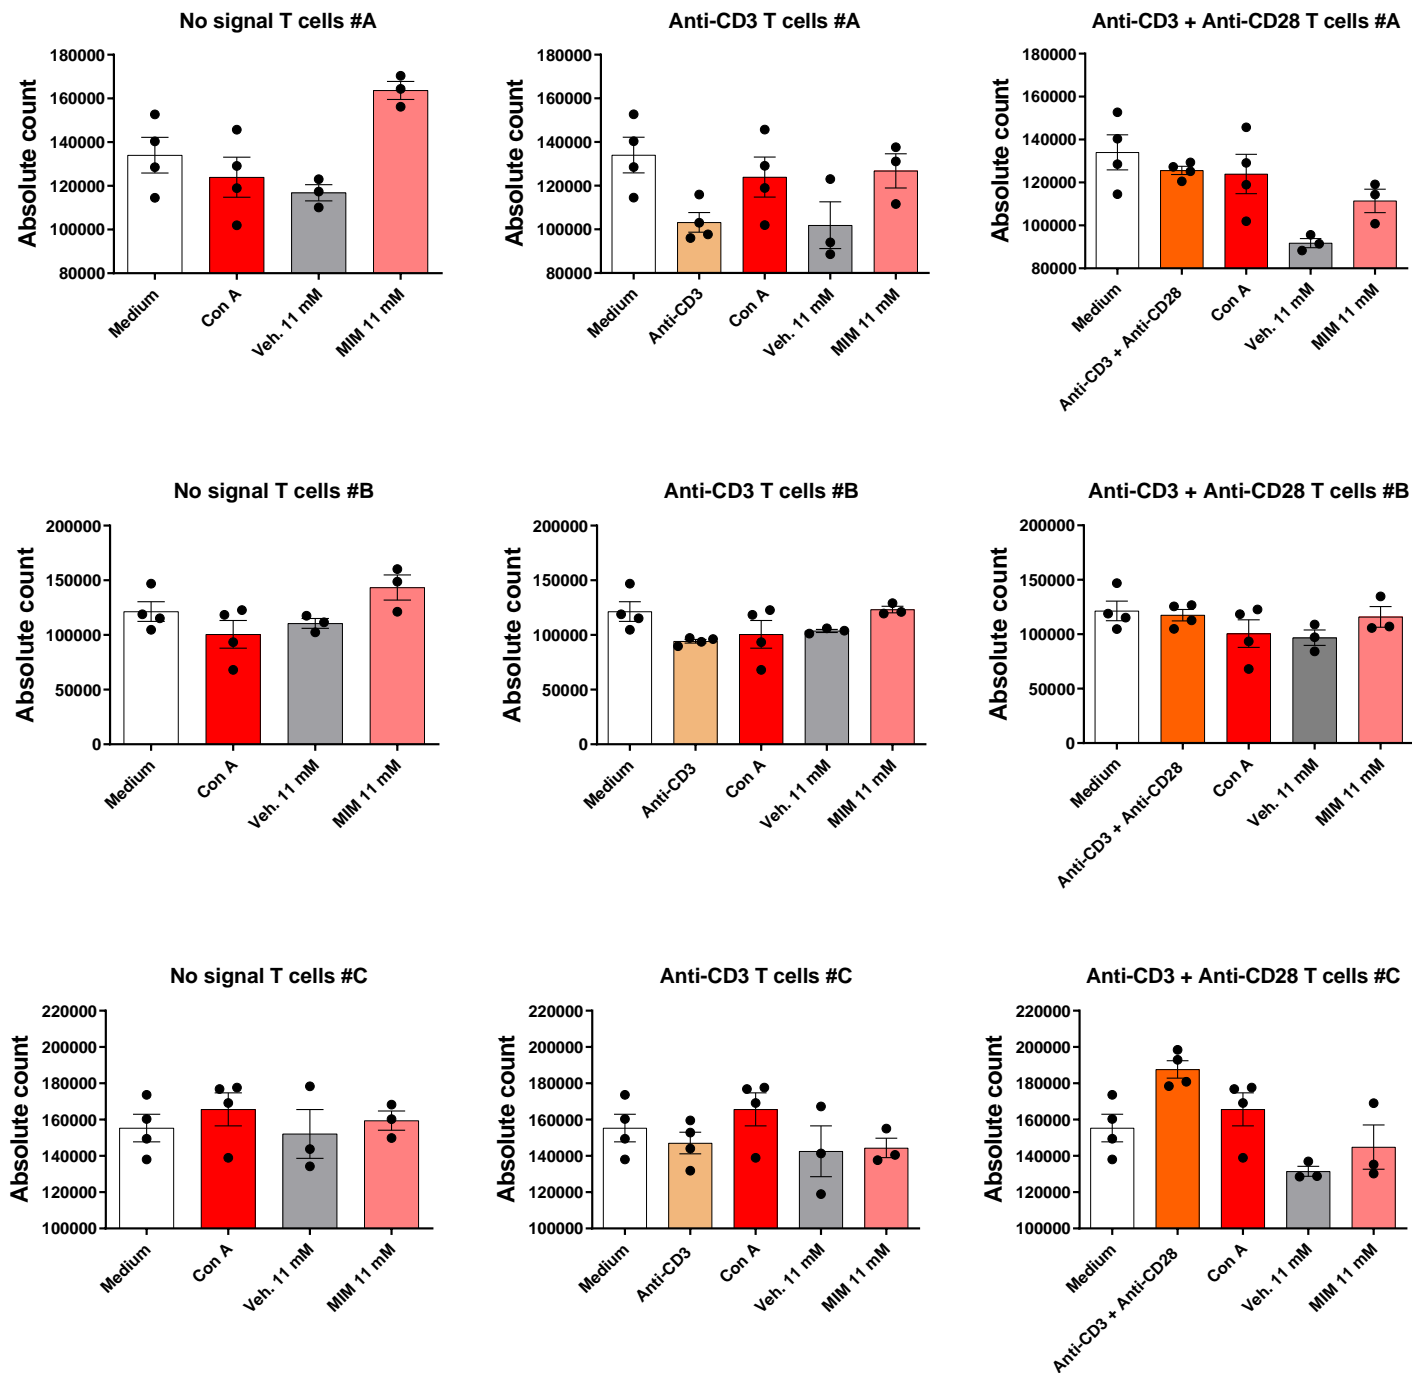 No signal T cells #A
Absolute count
180000
160000
140000
120000
100000
80000
Medium
Con A
Veh. 11 mM
MIM 11 mM
Anti-CD3 T cells #A
Absolute count
180000
160000
140000
120000
100000
80000
Medium
Anti-CD3
Con A
Veh. 11 mM
MIM 11 mM
Anti-CD3 + Anti-CD28 T cells #A
Absolute count
180000
160000
140000
120000
100000
80000
Medium
Anti-CD3 + Anti-CD28
Con A
Veh. 11 mM
MIM 11 mM
No signal T cells #B
Absolute count
200000
150000
100000
50000
0
Medium
Con A
Veh. 11 mM
MIM 11 mM
Anti-CD3 T cells #B
Absolute count
200000
150000
100000
50000
0
Medium
Anti-CD3
Con A
Veh. 11 mM
MIM 11 mM
Anti-CD3 + Anti-CD28 T cells #B
Absolute count
200000
150000
100000
50000
0
Medium
Anti-CD3 + Anti-CD28
Con A
Veh. 11 mM
MIM 11 mM
No signal T cells #C
Absolute count
220000
200000
180000
160000
140000
120000
100000
Medium
Con A
Veh. 11 mM
MIM 11 mM
Anti-CD3 T cells #C
Absolute count
220000
200000
180000
160000
140000
120000
100000
Medium
Anti-CD3
Con A
Veh. 11 mM
MIM 11 mM
Anti-CD3 + Anti-CD28 T cells #C
Absolute count
220000
200000
180000
160000
140000
120000
100000
Medium
Anti-CD3 + Anti-CD28
Con A
Veh. 11 mM
MIM 11 mM